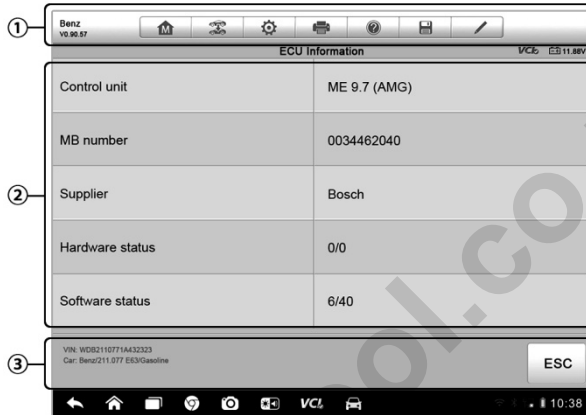 ①
Benz
V0.90.57
ECU Information
VCI 11.88V
②
Control unit ME 9.7 (AMG)
MB number 0034462040
Supplier Bosch
Hardware status 0/0
Software status 6/40
③
VIN: WDB2110771A432323
Car: Benz/211.077 E63/Gasoline
ESC
VCI
10:38